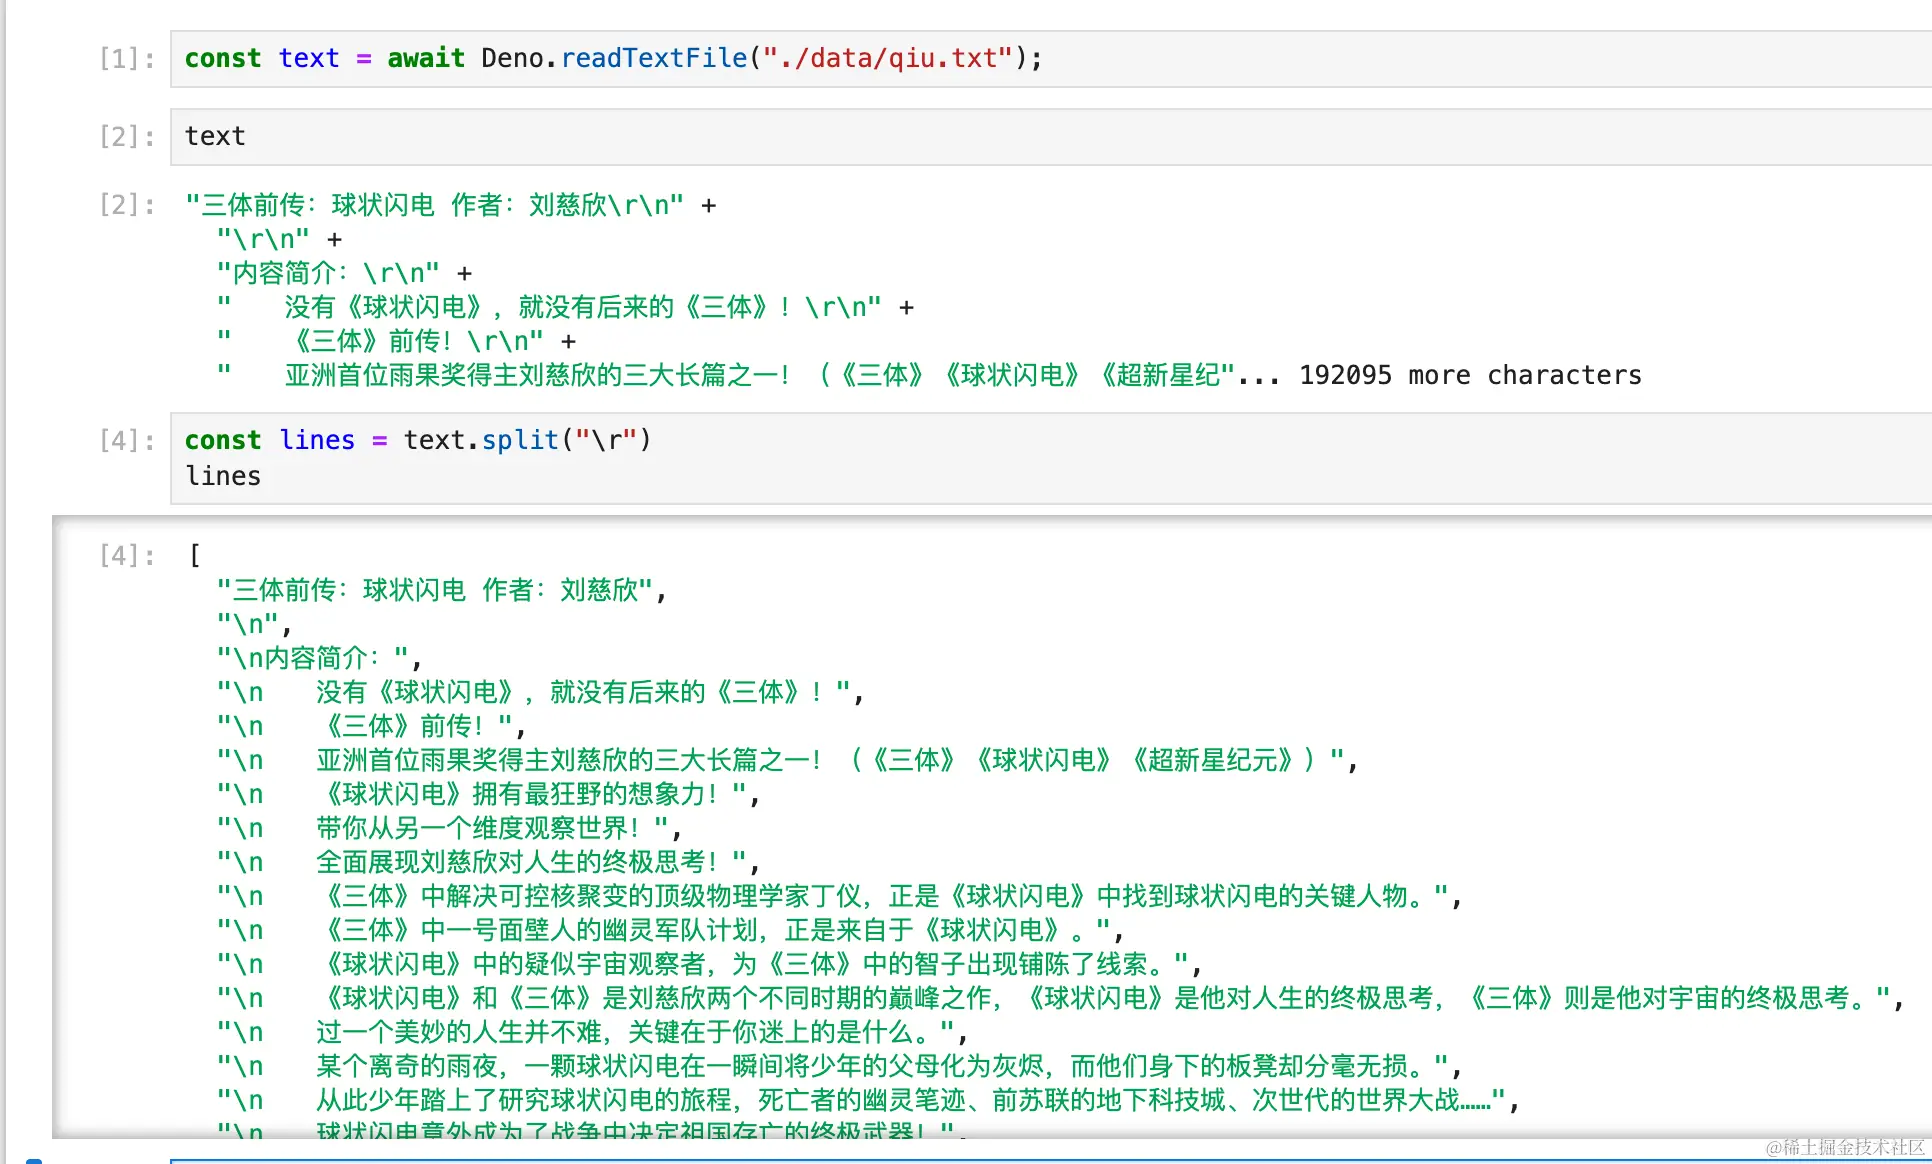 [1]: const text = await Deno.readTextFile("./data/qiu.txt");
[2]: text
[2]: "三体前传：球状闪电 作者：刘慈欣\r\n" +
"\r\n" +
"内容简介：\r\n" +
"    没有《球状闪电》，就没有后来的《三体》！\r\n" +
"    《三体》前传！\r\n" +
"    亚洲首位雨果奖得主刘慈欣的三大长篇之一！（《三体》《球状闪电》《超新星纪"... 192095 more characters
[4]: const lines = text.split("\r")
lines
[4]: [
"三体前传：球状闪电 作者：刘慈欣",
"\n",
"\n内容简介：",
"\n    没有《球状闪电》，就没有后来的《三体》！",
"\n    《三体》前传！",
"\n    亚洲首位雨果奖得主刘慈欣的三大长篇之一！（《三体》《球状闪电》《超新星纪元》）",
"\n    《球状闪电》拥有最狂野的想象力！",
"\n    带你从另一个维度观察世界！",
"\n    全面展现刘慈欣对人生的终极思考！",
"\n    《三体》中解决可控核聚变的顶级物理学家丁仪，正是《球状闪电》中找到球状闪电的关键人物。",
"\n    《三体》中一号面壁人的幽灵军队计划，正是来自于《球状闪电》。",
"\n    《球状闪电》中的疑似宇宙观察者，为《三体》中的智子出现铺陈了线索。",
"\n    《球状闪电》和《三体》是刘慈欣两个不同时期的巅峰之作，《球状闪电》是他对人生的终极思考，《三体》则是他对宇宙的终极思考。",
"\n    过一个美妙的人生并不难，关键在于你迷上的是什么。",
"\n    某个离奇的雨夜，一颗球状闪电在一瞬间将少年的父母化为灰烬，而他们身下的板凳却分毫无损。",
"\n    从此少年踏上了研究球状闪电的旅程，死亡者的幽灵笔迹、前苏联的地下科技城、次世代的世界大战……",
"\n    球状闪电意外成为了战争中决定祖国存亡的终极武器！",
@稀土掘金技术社区